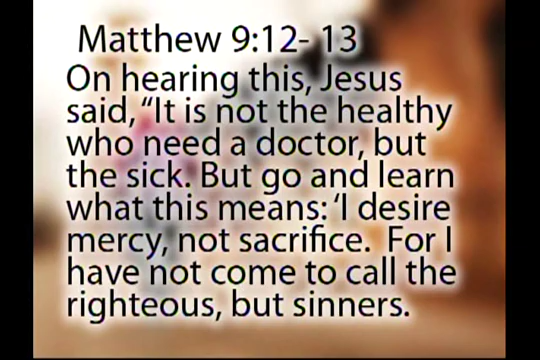 Matthew 9:12- 13
On hearing this, Jesus
said, “It is not the healthy
who need a doctor, but
the sick. But go and learn
what this means: ‘I desire
mercy, not sacrifice.  For I
have not come to call the
righteous, but sinners.